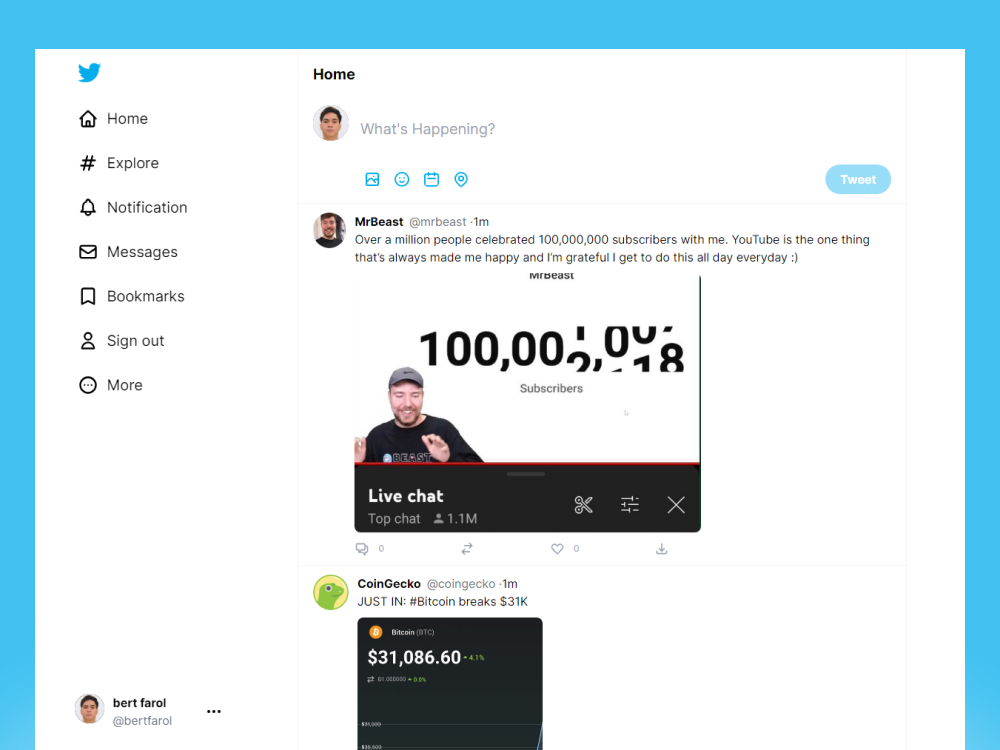 Home
Explore
Notification
Messages
Bookmarks
Sign out
More
bert farol
@bertfarol
Home
What's Happening?
Tweet
MrBeast @mrbeast ·1m
Over a million people celebrated 100,000,000 subscribers with me. YouTube is the one thing
that's always made me happy and I'm grateful I get to do this all day everyday :)
MrBeast
100,00
18
Subscribers
BEAST
Live chat
Top chat 1.1M
0 0
CoinGecko @coingecko ·1m
JUST IN: #Bitcoin breaks $31K
Bitcoin (BTC)
$31,086.60 4.1%
Ƀ1.000000 0.0%
$31,000
$30,500